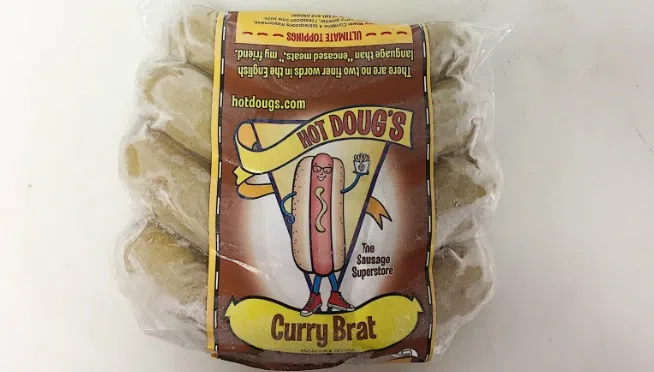 ULTIMATE TOPPINGS
There are no two finer words in the English
language than "encased meats," my friend.
hotdougs.com
HOT DOUG'S
The
Sausage
Superstore
Curry Brat